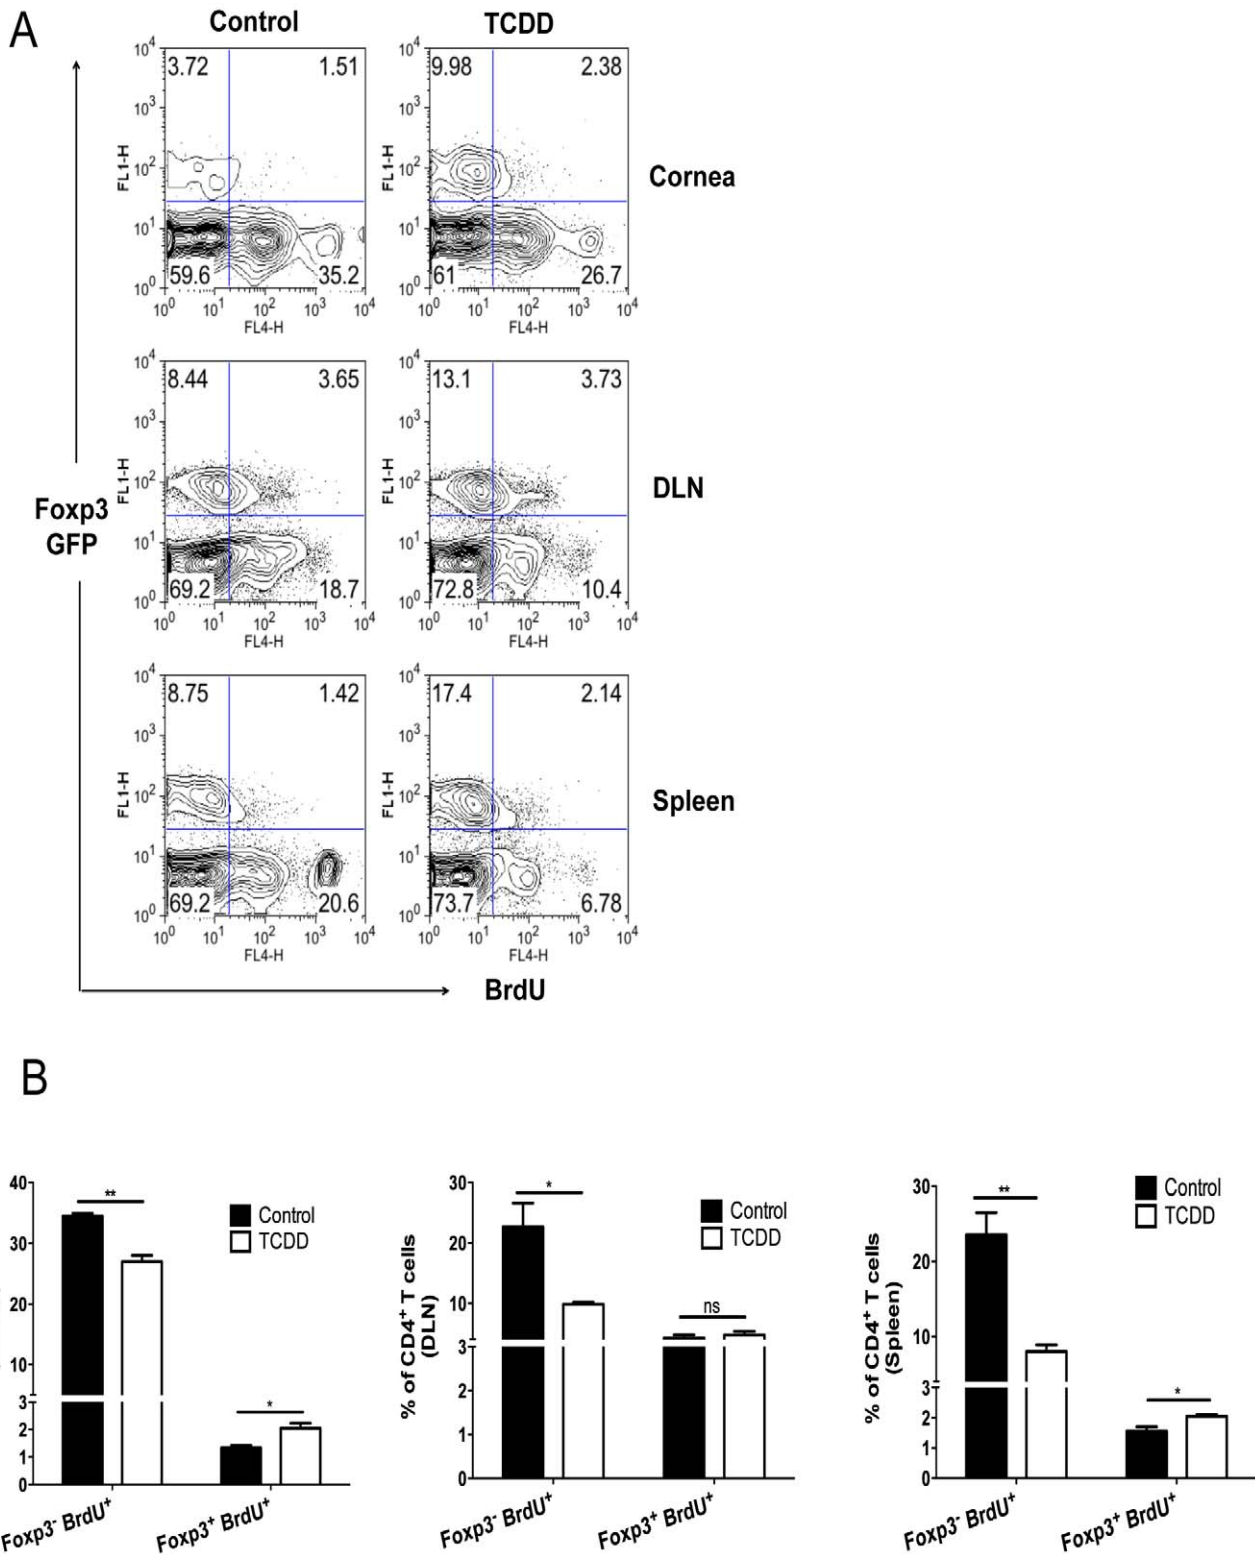 A
Control
TCDD
10⁴
10³
10²
10¹
10⁰
FL1-H
3.72
1.51
59.6
35.2
10⁰ 10¹ 10² 10³ 10⁴
FL4-H
10⁴
10³
10²
10¹
10⁰
FL1-H
9.98
2.38
61
26.7
10⁰ 10¹ 10² 10³ 10⁴
FL4-H
Cornea
10⁴
10³
10²
10¹
10⁰
FL1-H
8.44
3.65
69.2
18.7
10⁰ 10¹ 10² 10³ 10⁴
FL4-H
10⁴
10³
10²
10¹
10⁰
FL1-H
13.1
3.73
72.8
10.4
10⁰ 10¹ 10² 10³ 10⁴
FL4-H
DLN
Foxp3
GFP
10⁴
10³
10²
10¹
10⁰
FL1-H
8.75
1.42
69.2
20.6
10⁰ 10¹ 10² 10³ 10⁴
FL4-H
10⁴
10³
10²
10¹
10⁰
FL1-H
17.4
2.14
73.7
6.78
10⁰ 10¹ 10² 10³ 10⁴
FL4-H
Spleen
BrdU
B
40
30
20
10
3
2
1
0
**
*
Control
TCDD
Foxp3⁻ BrdU⁺
Foxp3⁺ BrdU⁺
% of CD4⁺ T cells
(DLN)
30
20
10
3
2
1
0
*
ns
Control
TCDD
Foxp3⁻ BrdU⁺
Foxp3⁺ BrdU⁺
% of CD4⁺ T cells
(Spleen)
30
20
10
3
3
2
1
0
**
*
Control
TCDD
Foxp3⁻ BrdU⁺
Foxp3⁺ BrdU⁺